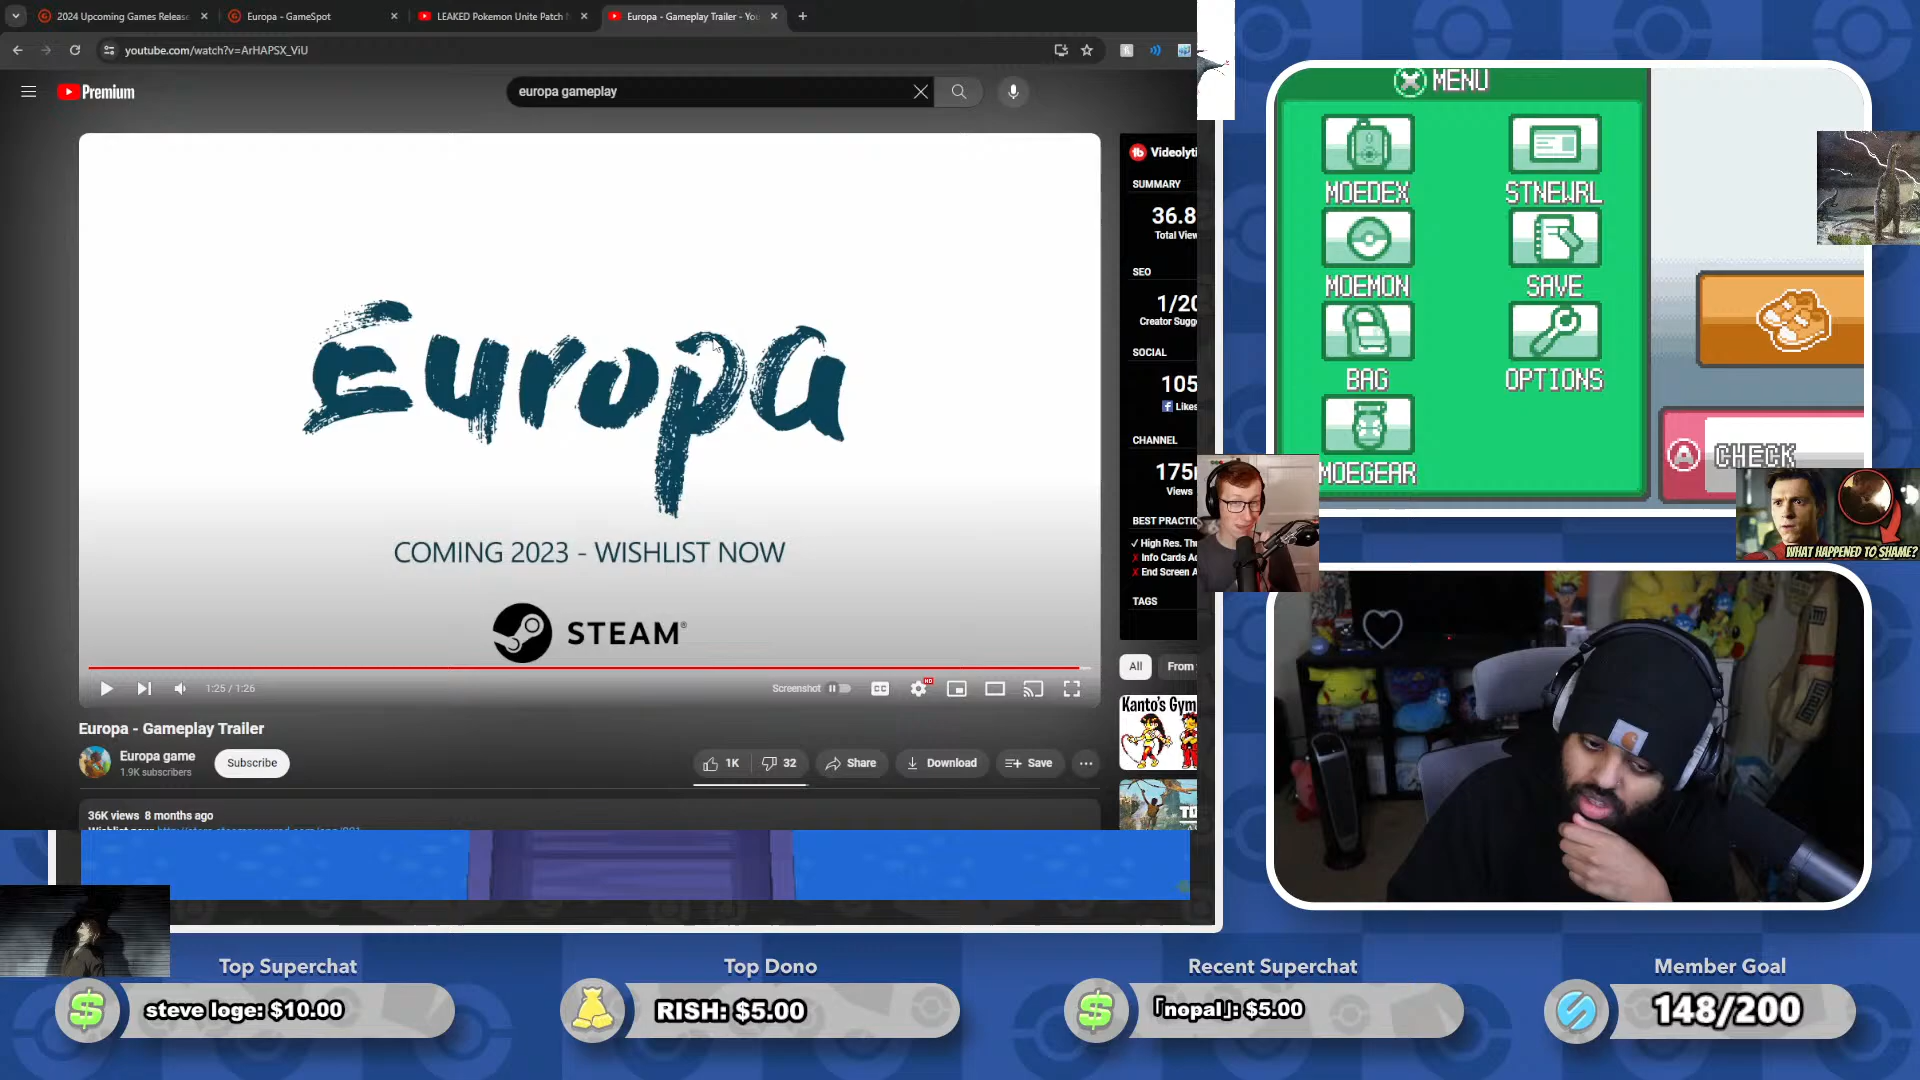 2024 Upcoming Games Release
Europa - GameSpot
LEAKED Pokemon Unite Patch
Europa - Gameplay Trailer - You
youtube.com/watch?v=ArHAPSX_ViU
Premium
europa gameplay
Europa
COMING 2023 - WISHLIST NOW
STEAM
1:25 / 1:26
Screenshot
CC
HD
Europa - Gameplay Trailer
Europa game
1.9K subscribers
Subscribe
1K
32
Share
Download
Save
36K views 8 months ago
Videolyti
SUMMARY
36.8
Total View
SEO
1/20
Creator Sugg
SOCIAL
105
Likes
CHANNEL
175
Views
BEST PRACTIC
High Res. Thu
Info Cards Ad
End Screen A
TAGS
All
From
Kanto's Gym
MENU
MOEDEX
STNEWRL
MOEMON
SAVE
BAG
OPTIONS
MOEGEAR
A CHECK
WHAT HAPPENED TO SHAME?
Top Superchat
steve loge: $10.00
Top Dono
RISH: $5.00
Recent Superchat
「nopal」: $5.00
Member Goal
148/200